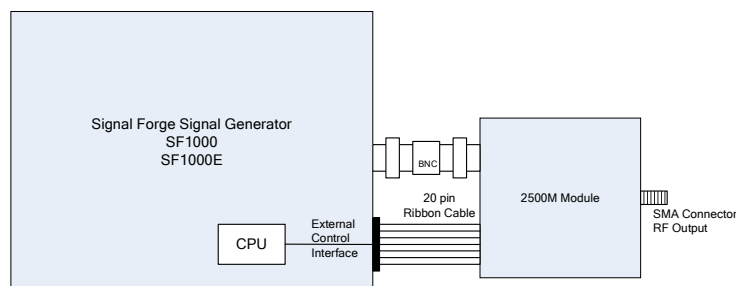 Signal Forge Signal Generator
SF1000
SF1000E
BNC
20 pin
Ribbon Cable
2500M Module
SMA Connector
RF Output
CPU
External
Control
Interface